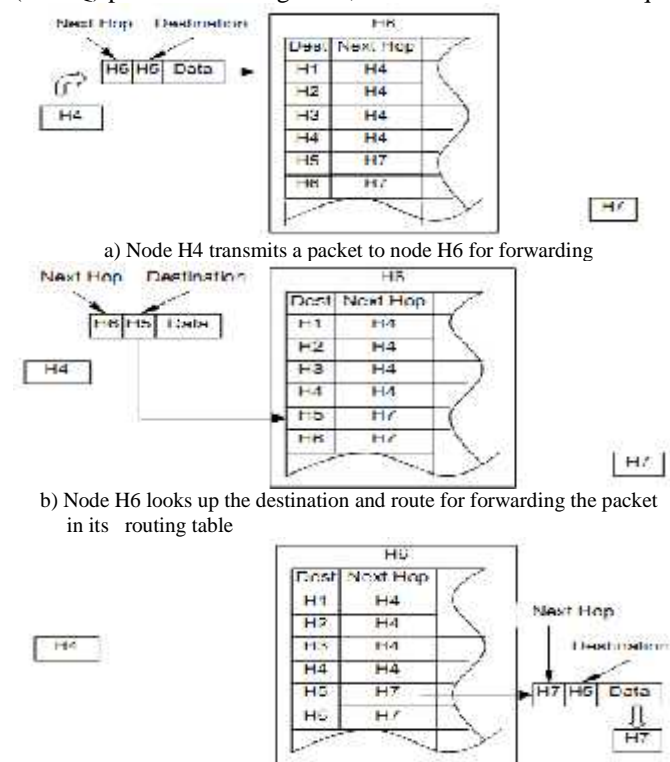 Next Hop Destination
H6
Dest Next Hop
H6 H5 Data
H1 H4
H2 H4
H4
H3 H4
H4 H4
H5 H7
H6 H7
H7
a) Node H4 transmits a packet to node H6 for forwarding
Next Hop Destination
Dest Next Hop
H6 H5 Data
H1 H4
H2 H4
H4
H3 H4
H4 H4
H5 H7
H6 H7
H7
b) Node H6 looks up the destination and route for forwarding the packet
in its routing table
H6
Dest Next Hop
H1 H4
Next Hop
H2 H4
H4
H3 H4
Destination
H4 H4
H5 H7
H7 H5 Data
H6 H7
H7